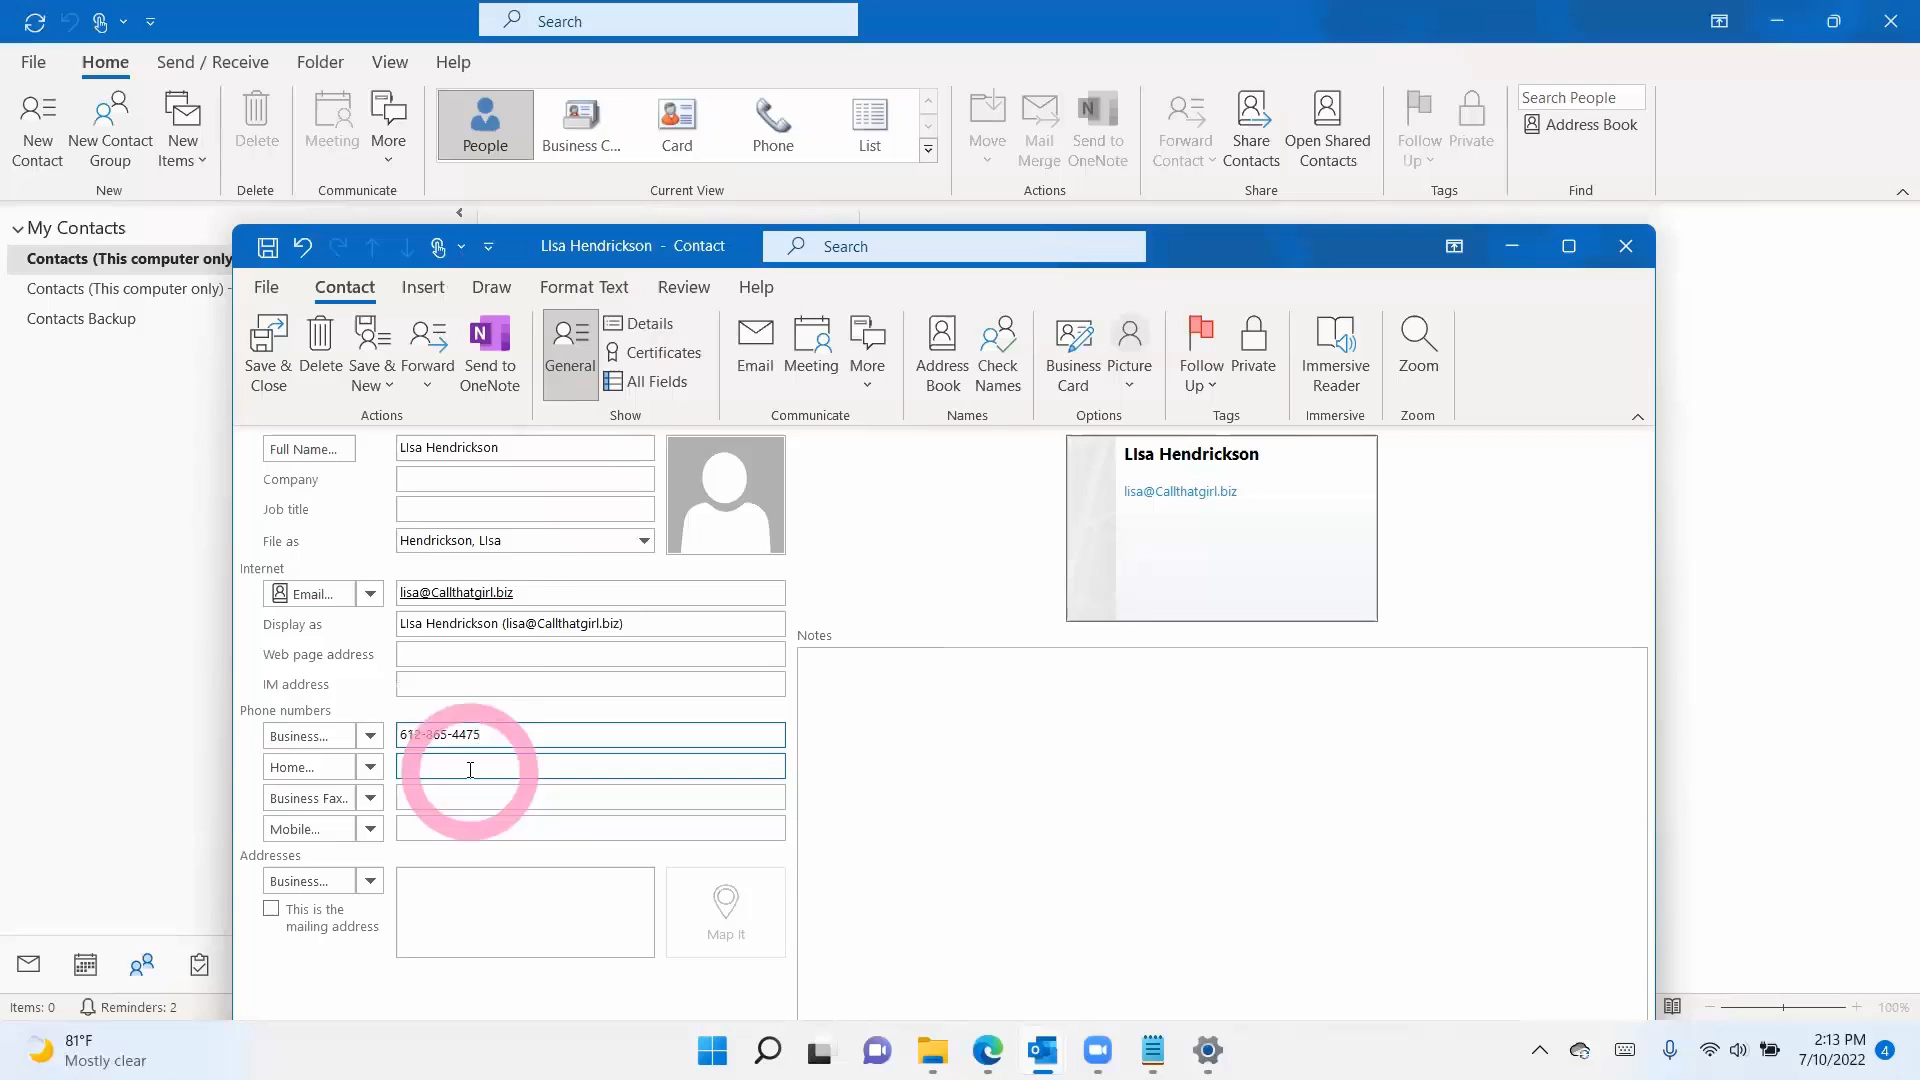 Search
File Home Send / Receive Folder View Help
New Contact
New Contact Group
New Items
Delete
Meeting
More
People
Business C...
Card
Phone
List
Move
Mail Merge
Send to OneNote
Forward Contact
Share Contacts
Open Shared Contacts
Follow Up
Private
Search People
Address Book
New Delete Communicate Current View Actions Share Tags Find
My Contacts
Contacts (This computer only
Contacts (This computer only) -
Contacts Backup
LIsa Hendrickson - Contact
Search
File Contact Insert Draw Format Text Review Help
Save & Close
Delete
Save & New
Forward
Send to OneNote
General
Details
Certificates
All Fields
Email
Meeting
More
Address Book
Check Names
Business Card
Picture
Follow Up
Private
Immersive Reader
Zoom
Actions Show Communicate Names Options Tags Immersive Zoom
Full Name... LIsa Hendrickson
Company
Job title
File as Hendrickson, LIsa
Internet
Email... lisa@Callthatgirl.biz
Display as LIsa Hendrickson (lisa@Callthatgirl.biz)
Web page address
IM address
Phone numbers
Business... 612-865-4475
Home...
Business Fax..
Mobile...
Addresses
Business...
This is the
mailing address
Map It
LIsa Hendrickson
lisa@Callthatgirl.biz
Notes
Items: 0 Reminders: 2
100%
81°F
Mostly clear
2:13 PM
7/10/2022
4